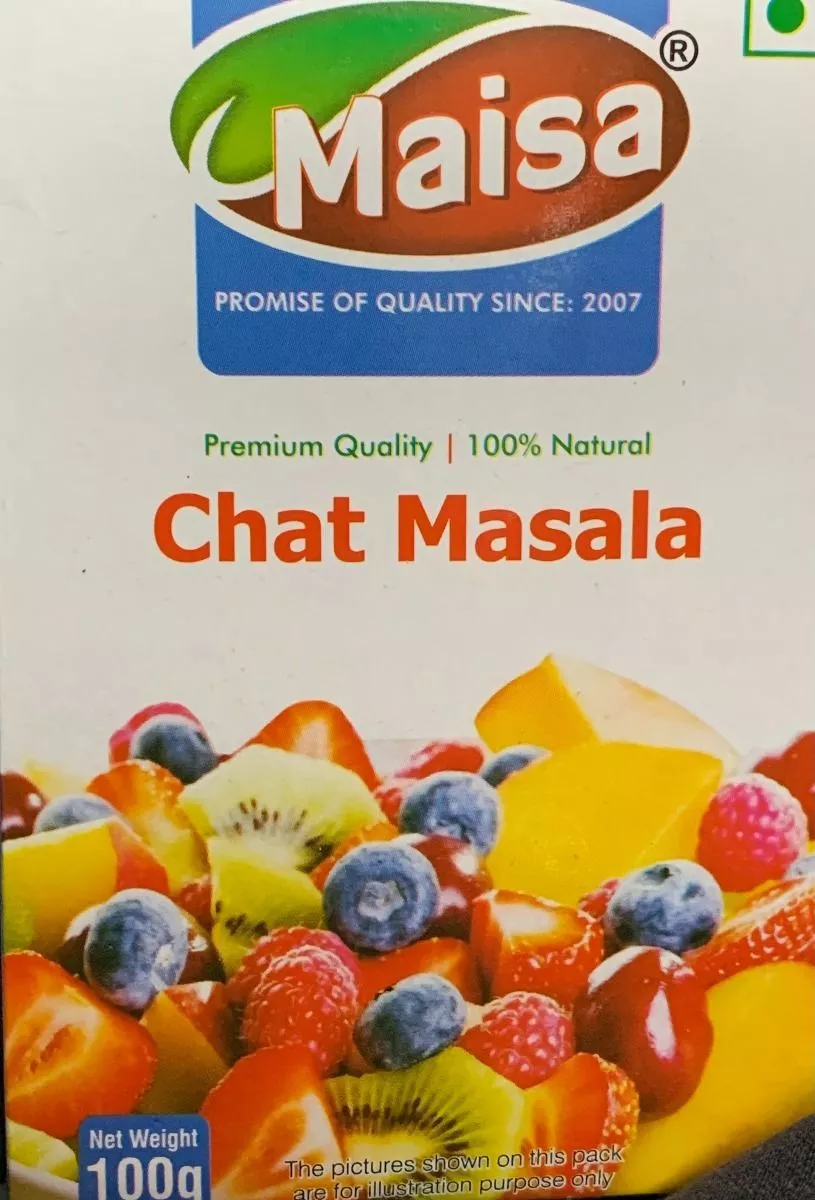 Maisa
®
PROMISE OF QUALITY SINCE: 2007
Premium Quality | 100% Natural
Chat Masala
Net Weight
100g
The pictures shown on this pack
are for illustration purpose only